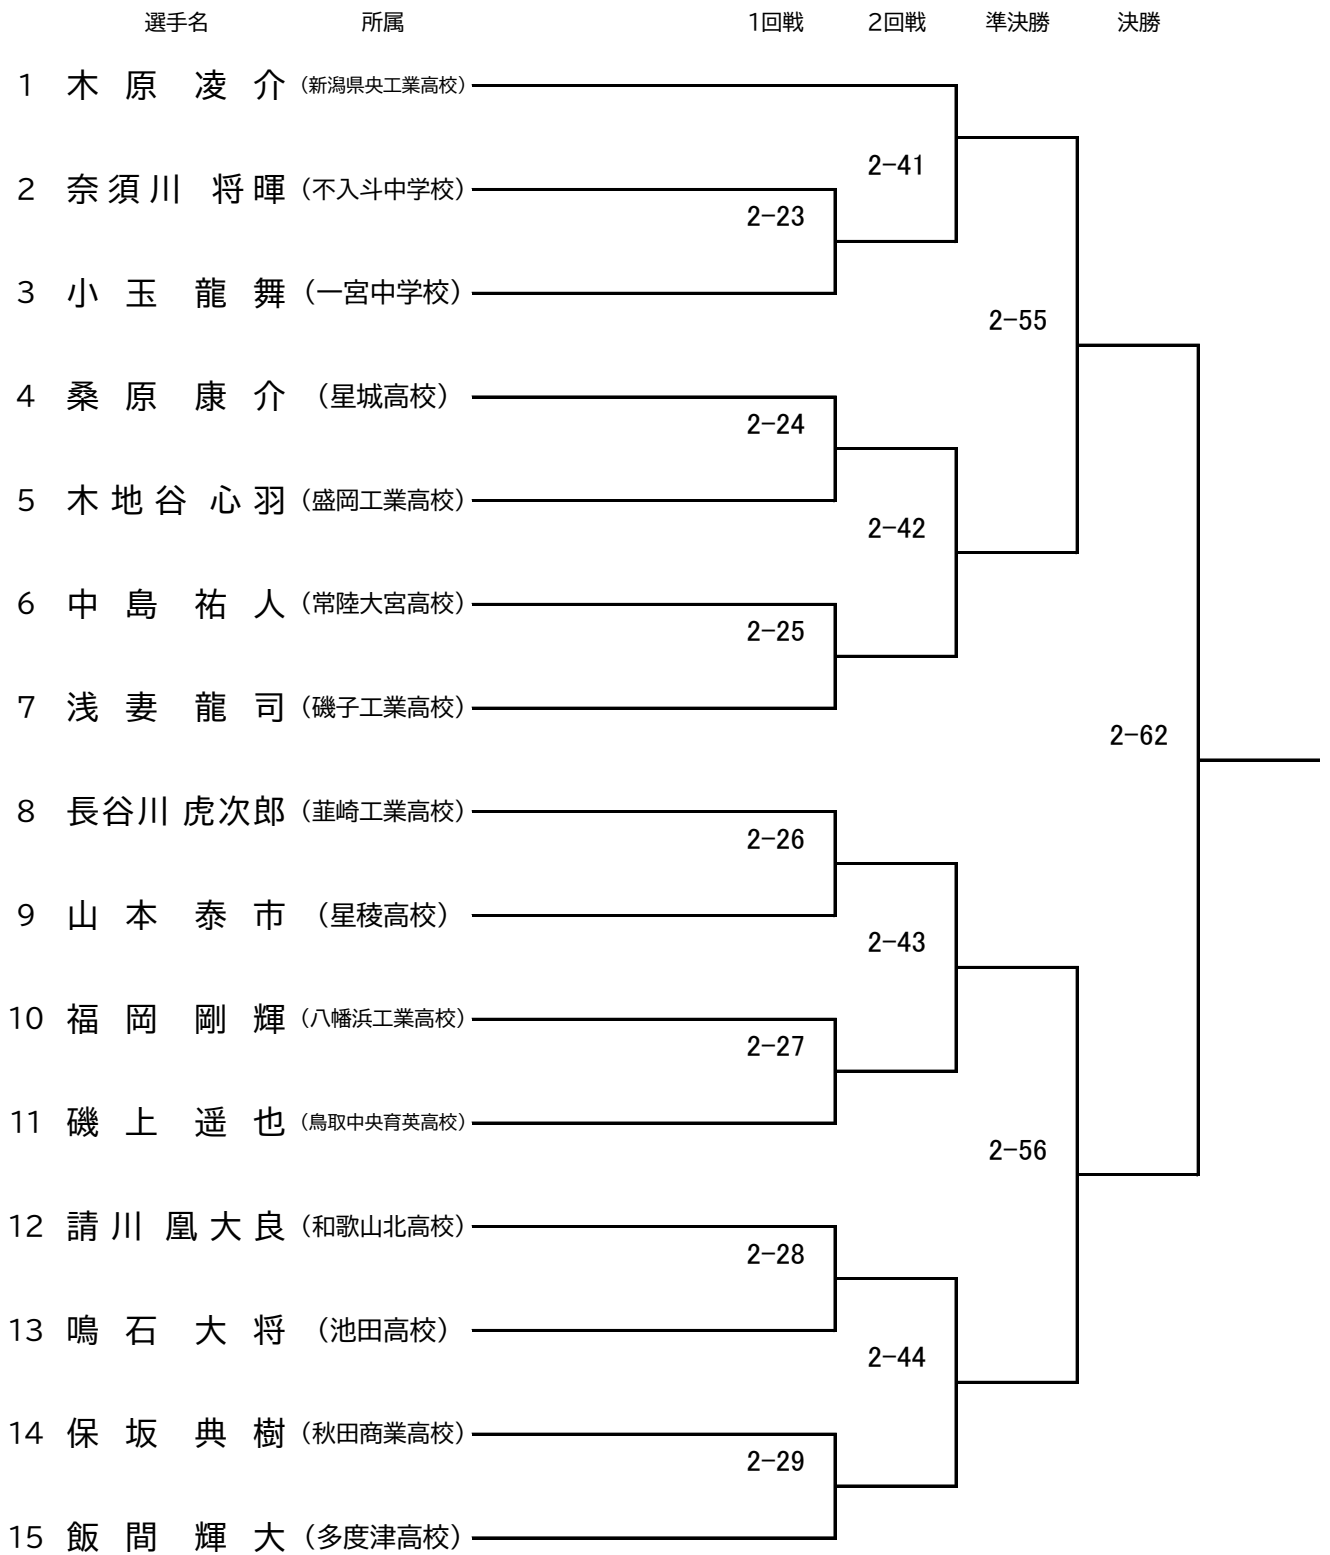 選手名 所属 1回戦 2回戦 準決勝 決勝
1 木原 凌介 （新潟県央工業高校）
2-41
2 奈須川 将暉 （不入斗中学校）
2-23
3 小玉 龍舞 （一宮中学校）
2-55
4 桑原 康介 （星城高校）
2-24
5 木地谷 心羽 （盛岡工業高校）
2-42
6 中島 祐人 （常陸大宮高校）
2-25
7 浅妻 龍司 （磯子工業高校）
2-62
8 長谷川 虎次郎 （韮崎工業高校）
2-26
9 山本 泰市 （星稜高校）
2-43
10 福岡 剛輝 （八幡浜工業高校）
2-27
11 磯上 遥也 （鳥取中央育英高校）
2-56
12 請川 凰大良 （和歌山北高校）
2-28
13 鳴石 大将 （池田高校）
2-44
14 保坂 典樹 （秋田商業高校）
2-29
15 飯間 輝大 （多度津高校）